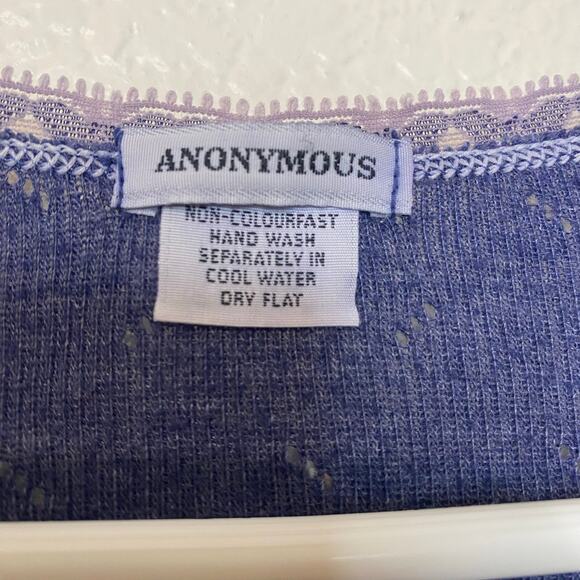 ANONYMOUS
NON-COLOURFAST
HAND WASH
SEPARATELY IN
COOL WATER
DRY FLAT